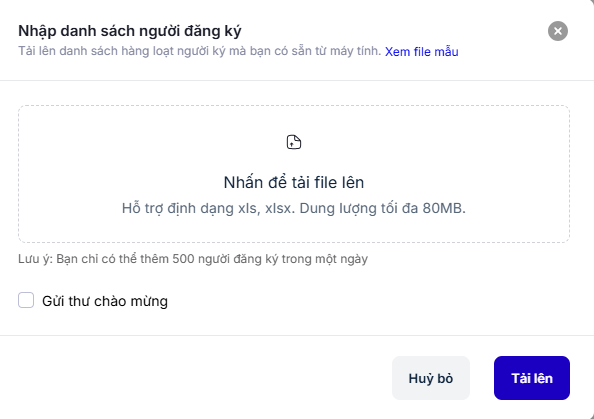 Nhập danh sách người đăng ký
Tải lên danh sách hàng loạt người ký mà bạn có sẵn từ máy tính. Xem file mẫu
Nhấn để tải file lên
Hỗ trợ định dạng xls, xlsx. Dung lượng tối đa 80MB.
Lưu ý: Bạn chỉ có thể thêm 500 người đăng ký trong một ngày
Gửi thư chào mừng
Huỷ bỏ
Tải lên